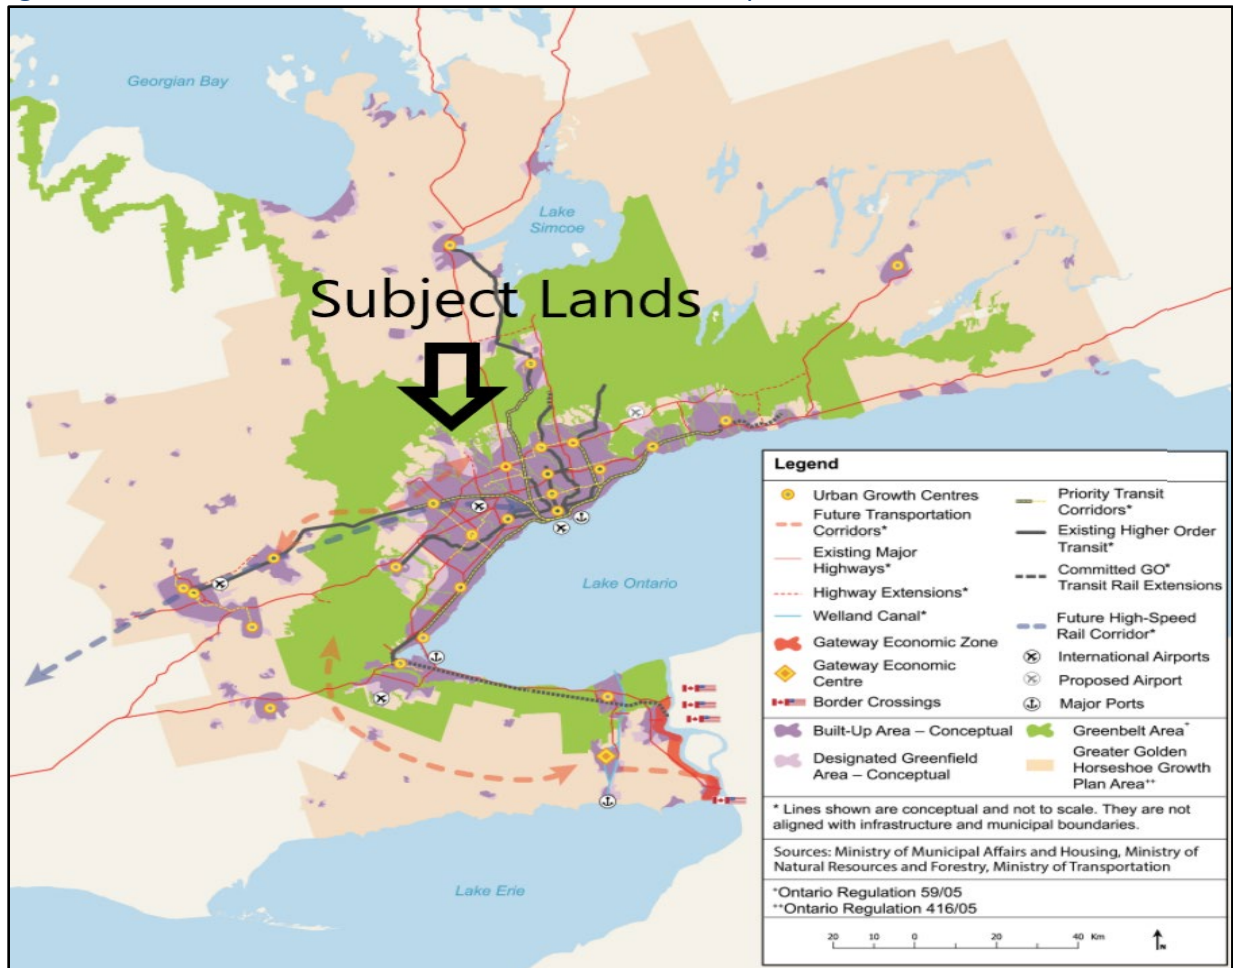 Georgian Bay
Lake
Simcoe
Subject Lands
Lake Ontario
Lake Erie
Legend
Urban Growth Centres
Future Transportation
Corridors*
Existing Major
Highways*
Highway Extensions*
Welland Canal*
Gateway Economic Zone
Gateway Economic
Centre
Border Crossings
Priority Transit
Corridors*
Existing Higher Order
Transit*
Committed GO*
Transit Rail Extensions
Future High-Speed
Rail Corridor*
International Airports
Proposed Airport
Major Ports
Built-Up Area – Conceptual
Designated Greenfield
Area – Conceptual
Greenbelt Area+
Greater Golden
Horseshoe Growth
Plan Area++
* Lines shown are conceptual and not to scale. They are not
aligned with infrastructure and municipal boundaries.
Sources: Ministry of Municipal Affairs and Housing, Ministry of
Natural Resources and Forestry, Ministry of Transportation
+Ontario Regulation 59/05
++Ontario Regulation 416/05
20 10 0 20 40 Km
N